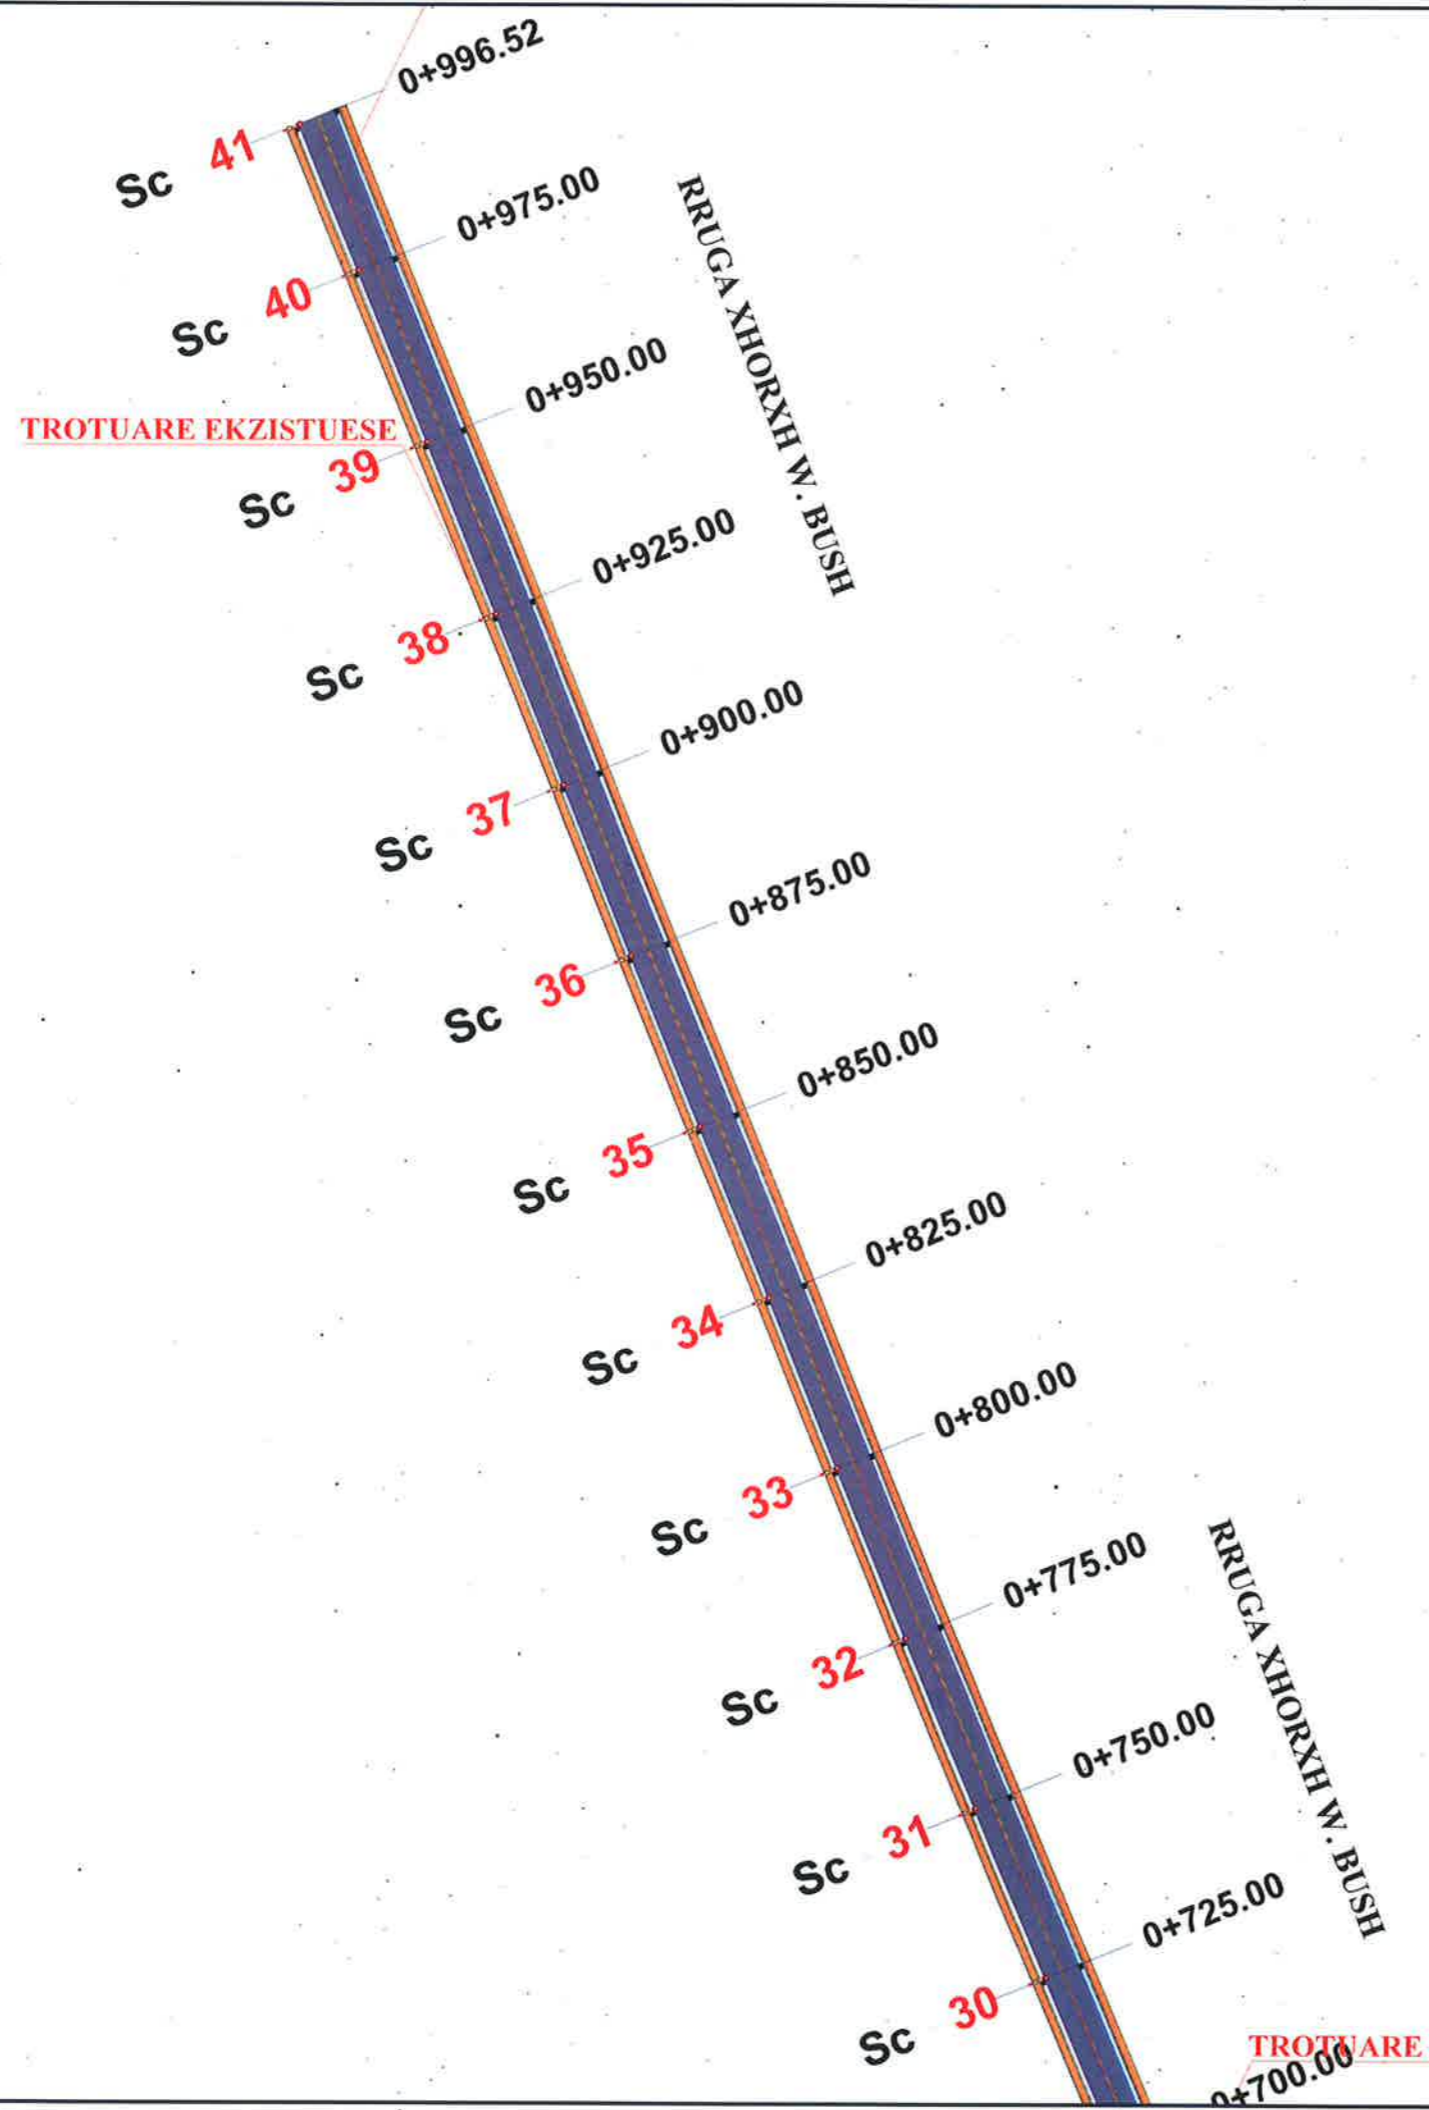 0+996.52
Sc 41
0+975.00
RRUGA XHORXH W. BUSH
Sc 40
0+950.00
TROTUARE EKZISTUESE
Sc 39
0+925.00
Sc 38
0+900.00
Sc 37
0+875.00
Sc 36
0+850.00
Sc 35
0+825.00
Sc 34
0+800.00
Sc 33
0+775.00
RRUGA XHORXH W. BUSH
Sc 32
0+750.00
Sc 31
0+725.00
Sc 30
TROTUARE
0+700.00